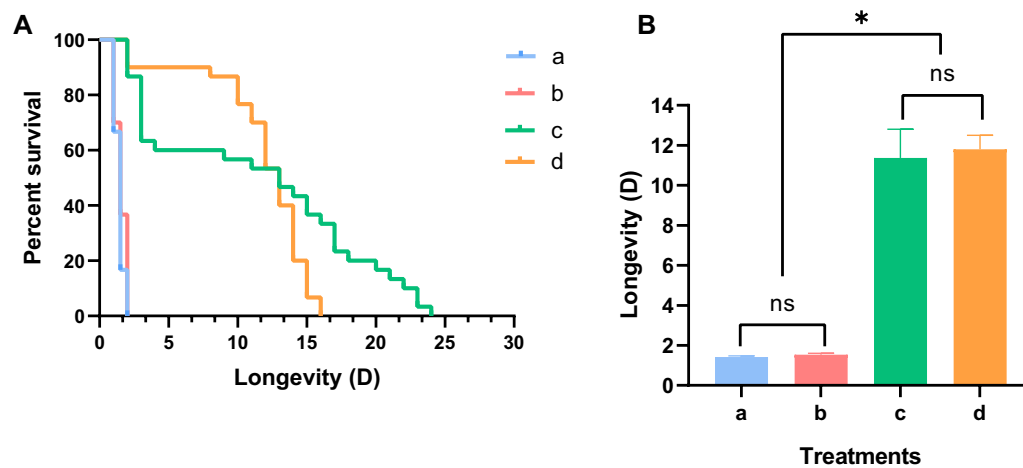 A
100
80
60
40
20
0
Percent survival
0 5 10 15 20 25 30
Longevity (D)
a
b
c
d
B
*
ns
ns
14
12
10
8
6
4
2
0
Longevity (D)
a b c d
Treatments